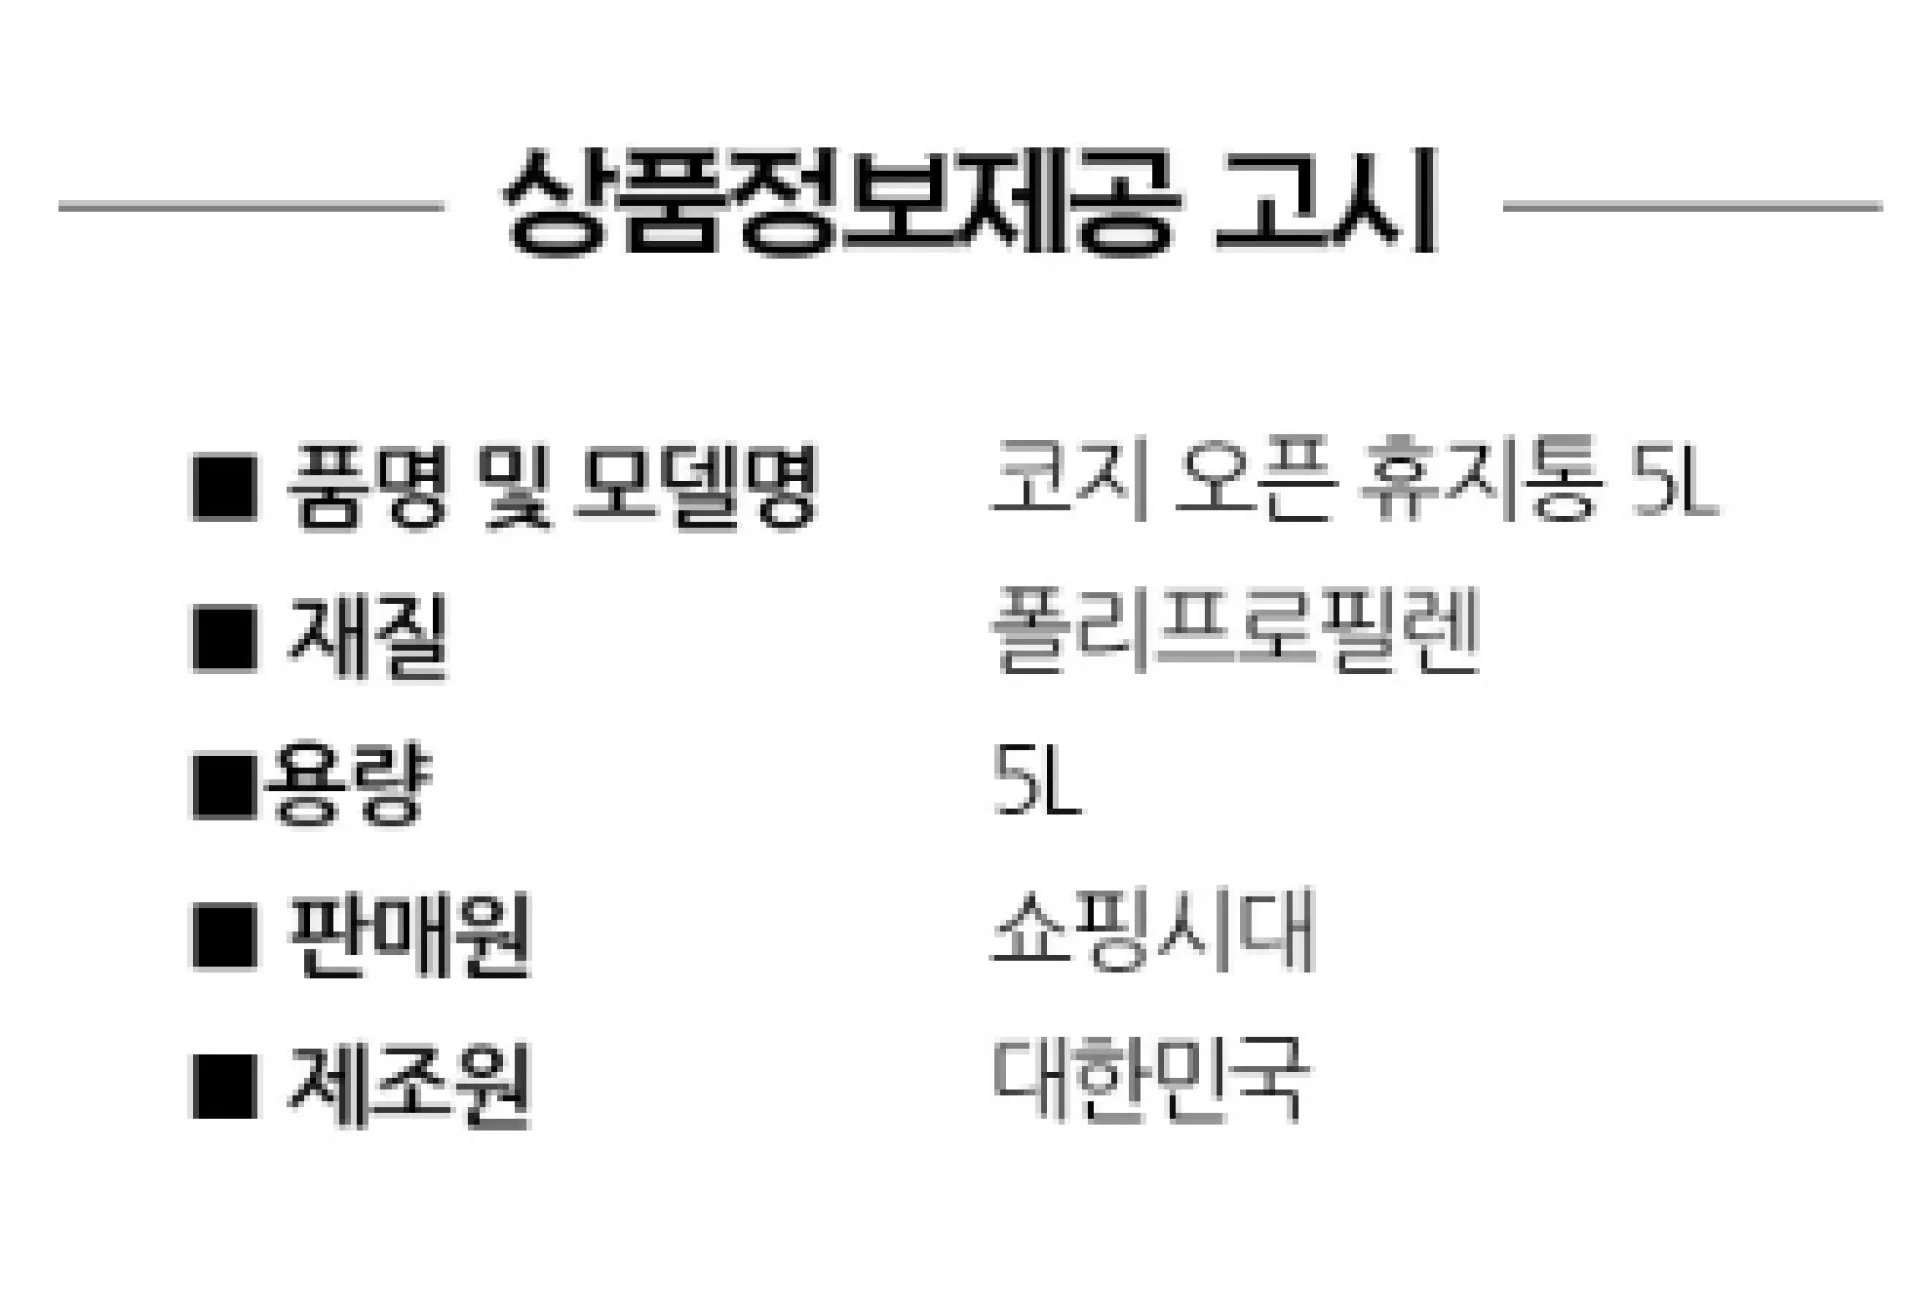 상품정보제공 고시
■ 품명 및 모델명 코지 오픈 휴지통 5L
■ 재질 폴리프로필렌
■용량 5L
■ 판매원 쇼핑시대
■ 제조원 대한민국